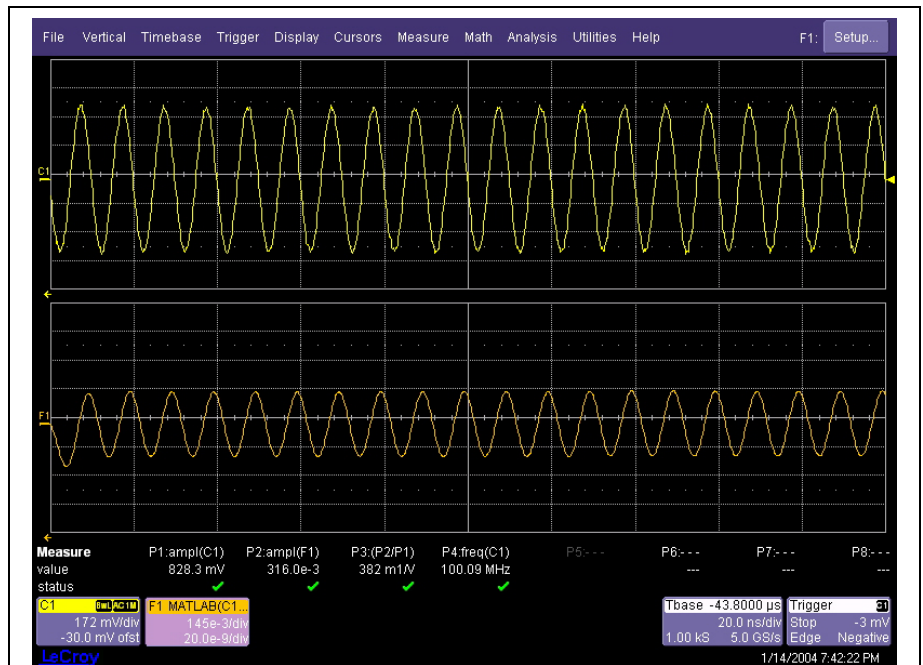 File Vertical Timebase Trigger Display Cursors Measure Math Analysis Utilities Help F1: Setup...
C1
F1
Measure P1:ampl(C1) P2:ampl(F1) P3:(P2/P1) P4:freq(C1) P5:- - - P6:- - - P7:- - - P8:- - -
value 828.3 mV 316.0e-3 382 m1/V 100.09 MHz --- --- ---
status
C1 BwL AC1M F1 MATLAB(C1... Tbase -43.8000 µs Trigger C1
172 mV/div 145e-3/div 20.0 ns/div Stop -3 mV
-30.0 mV ofst 20.0e-9/div 1.00 kS 5.0 GS/s Edge Negative
LeCroy 1/14/2004 7:42:22 PM